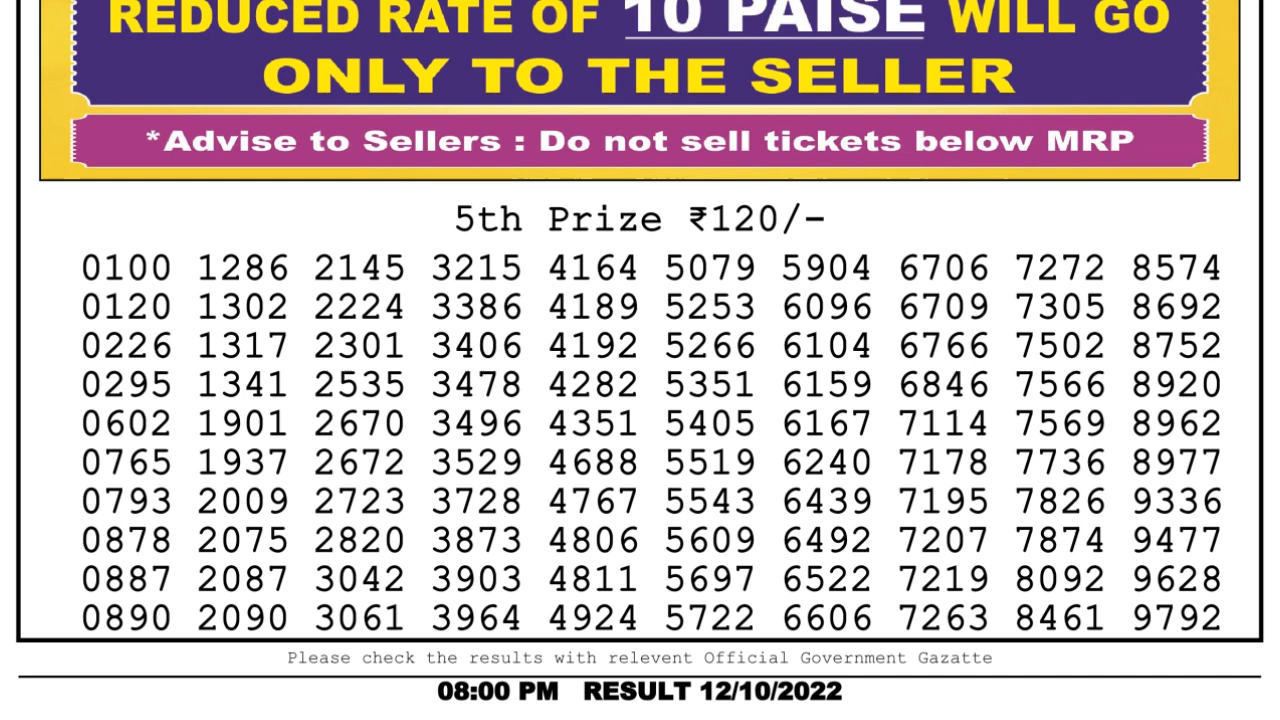 REDUCED RATE OF 10 PAISE WILL GO
ONLY TO THE SELLER
*Advise to Sellers : Do not sell tickets below MRP
5th Prize ₹120/-
0100 1286 2145 3215 4164 5079 5904 6706 7272 8574
0120 1302 2224 3386 4189 5253 6096 6709 7305 8692
0226 1317 2301 3406 4192 5266 6104 6766 7502 8752
0295 1341 2535 3478 4282 5351 6159 6846 7566 8920
0602 1901 2670 3496 4351 5405 6167 7114 7569 8962
0765 1937 2672 3529 4688 5519 6240 7178 7736 8977
0793 2009 2723 3728 4767 5543 6439 7195 7826 9336
0878 2075 2820 3873 4806 5609 6492 7207 7874 9477
0887 2087 3042 3903 4811 5697 6522 7219 8092 9628
0890 2090 3061 3964 4924 5722 6606 7263 8461 9792
Please check the results with relevent Official Government Gazatte
08:00 PM RESULT 12/10/2022